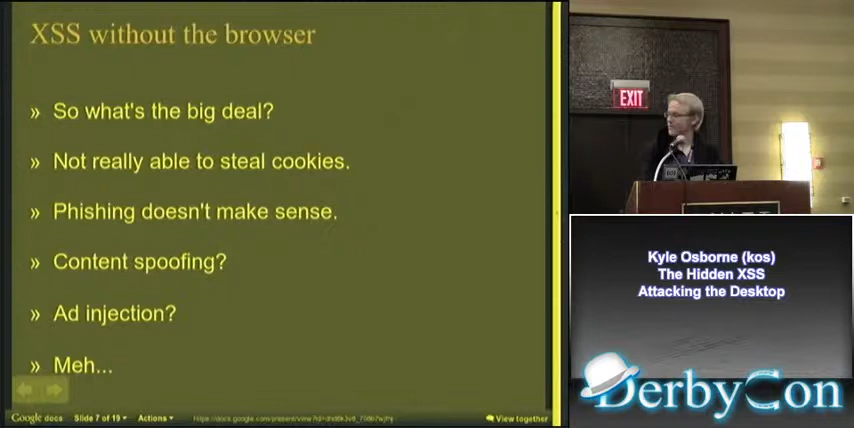 XSS without the browser
» So what's the big deal?
» Not really able to steal cookies.
» Phishing doesn't make sense.
» Content spoofing?
» Ad injection?
» Meh...
Google docs Slide 7 of 19 Actions View together
EXIT
Kyle Osborne (kos)
The Hidden XSS
Attacking the Desktop
DerbyCon